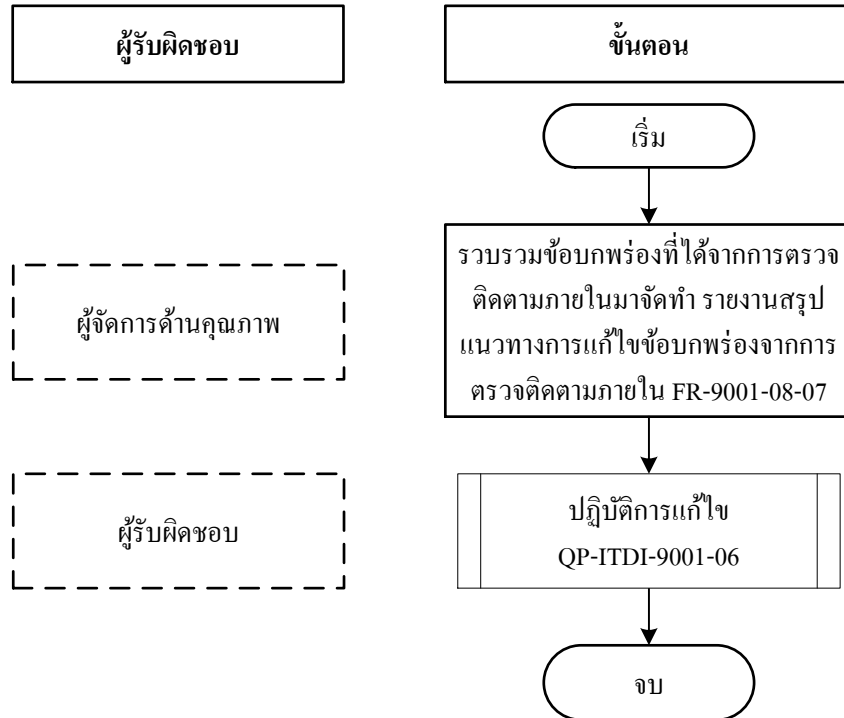 ผู้รับผิดชอบ
ขั้นตอน
เริ่ม
ผู้จัดการด้านคุณภาพ
รวบรวมข้อบกพร่องที่ได้จากการตรวจ
ติดตามภายในมาจัดทำ รายงานสรุป
แนวทางการแก้ไขข้อบกพร่องจากการ
ตรวจติดตามภายใน FR-9001-08-07
ผู้รับผิดชอบ
ปฏิบัติการแก้ไข
QP-ITDI-9001-06
จบ